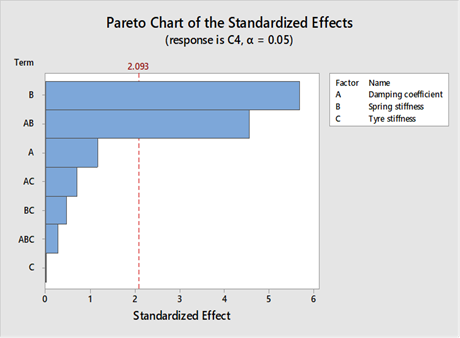 Pareto Chart of the Standardized Effects
(response is C4, α = 0.05)
Term
2.093
B
AB
A
AC
BC
ABC
C
0 1 2 3 4 5 6
Standardized Effect
Factor Name
A Damping coefficient
B Spring stiffness
C Tyre stiffness